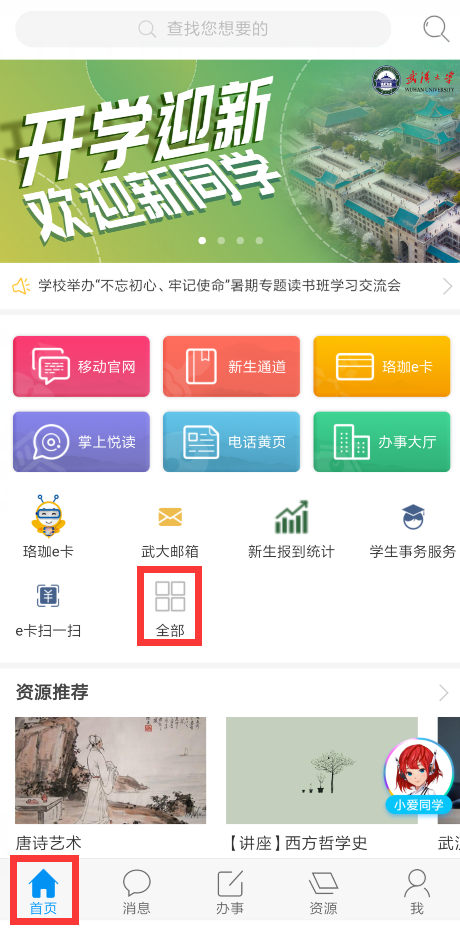 查找您想要的
武汉大学
WUHAN UNIVERSITY
开学迎新
欢迎新同学
学校举办“不忘初心、牢记使命”暑期专题读书班学习交流会
移动官网
新生通道
珞珈e卡
掌上悦读
电话黄页
办事大厅
珞珈e卡
武大邮箱
新生报到统计
学生事务服务
e卡扫一扫
全部
资源推荐
小爱同学
唐诗艺术
【讲座】西方哲学史
武汉
首页
消息
办事
资源
我